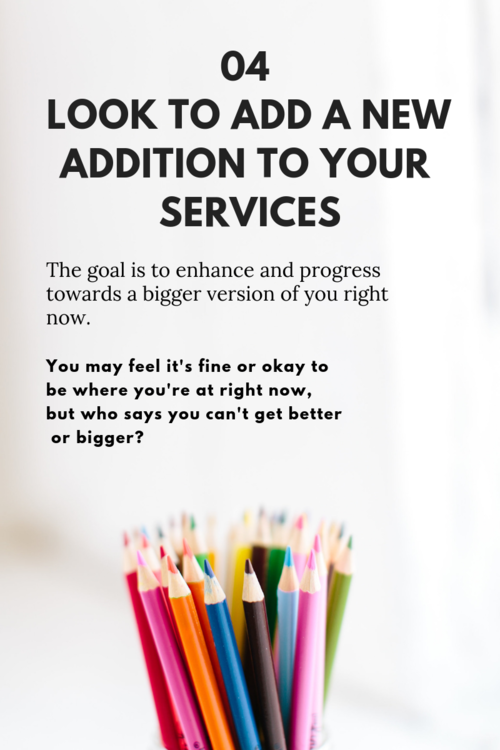 04
LOOK TO ADD A NEW
ADDITION TO YOUR
SERVICES
The goal is to enhance and progress
towards a bigger version of you right
now.
You may feel it's fine or okay to
be where you're at right now,
but who says you can't get better
or bigger?